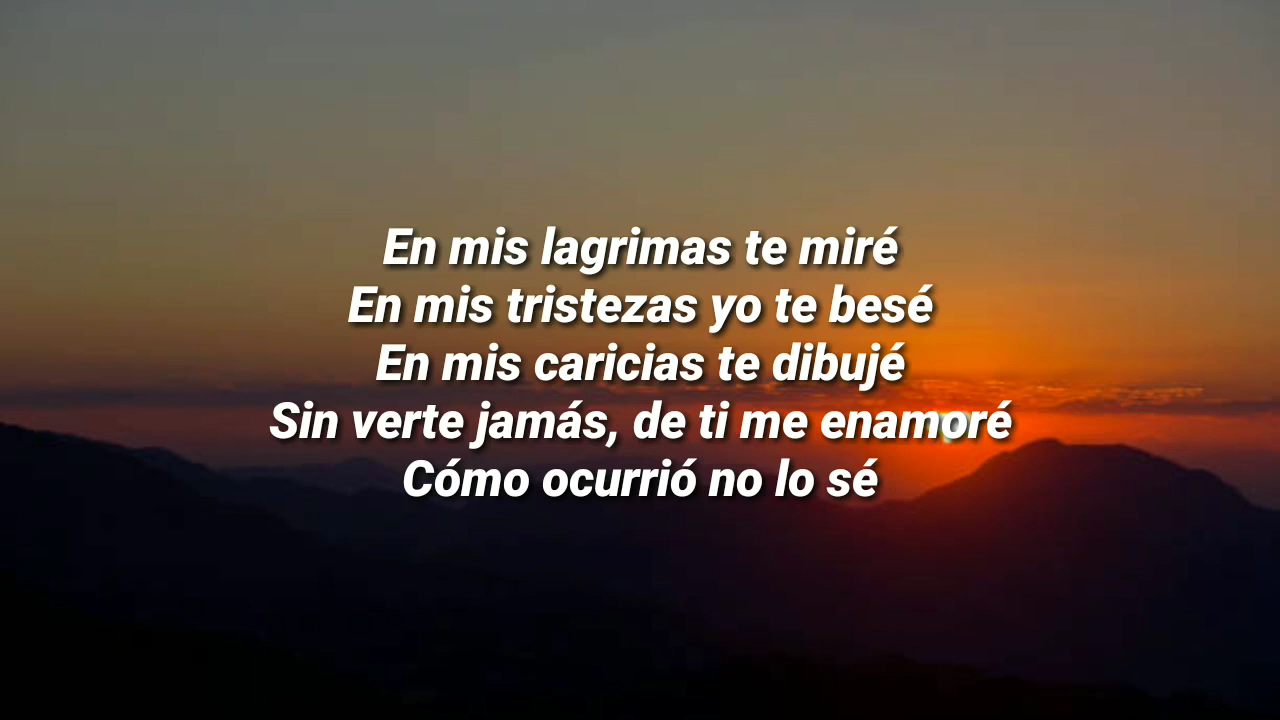 En mis lagrimas te miré
En mis tristezas yo te besé
En mis caricias te dibujé
Sin verte jamás, de ti me enamoré
Cómo ocurrió no lo sé